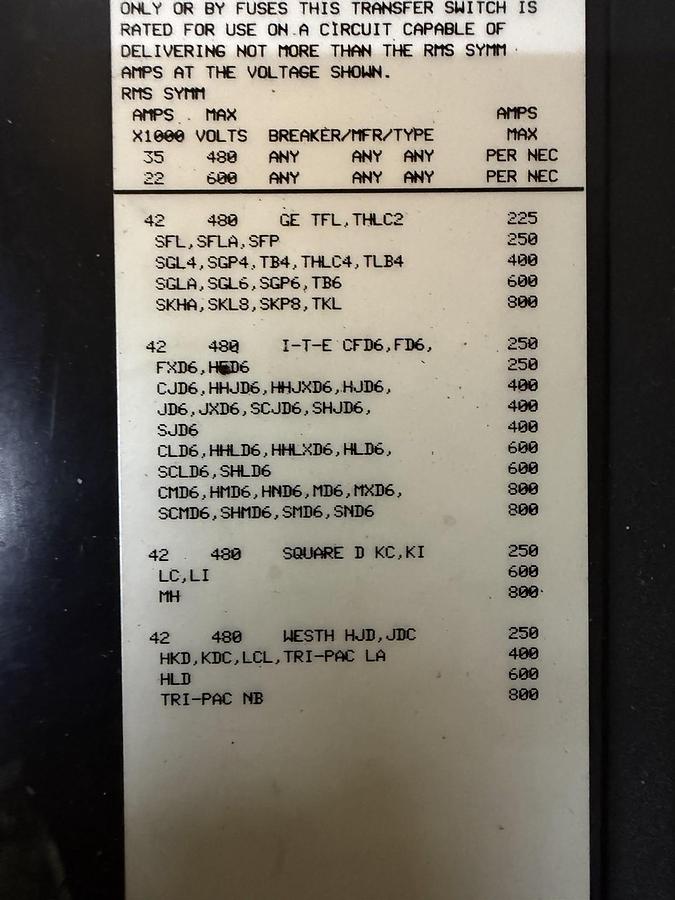 ONLY OR BY FUSES THIS TRANSFER SWITCH IS
RATED FOR USE ON A CIRCUIT CAPABLE OF
DELIVERING NOT MORE THAN THE RMS SYMM
AMPS AT THE VOLTAGE SHOWN.
RMS SYMM
AMPS MAX AMPS
X1000 VOLTS BREAKER/MFR/TYPE MAX
35 480 ANY ANY ANY PER NEC
22 600 ANY ANY ANY PER NEC
42 480 GE TFL,THLC2 225
SFL,SFLA,SFP 250
SGL4,SGP4,TB4,THLC4,TLB4 400
SGLA,SGL6,SGP6,TB6 600
SKHA,SKL8,SKP8,TKL 800
42 480 I-T-E CFD6,FD6, 250
FXD6, 250
CJD6,HHJD6,HHJXD6,HJD6, 400
JD6,JXD6,SCJD6,SHJD6, 400
SJD6 400
CLD6,HHLD6,HHLXD6,HLD6, 600
SCLD6,SHLD6 600
CMD6,HMD6,HND6,MD6,MXD6, 800
SCMD6,SHMD6,SMD6,SND6 800
42 480 SQUARE D KC,KI 250
LC,LI 600
MH 800
42 480 WESTH HJD,JDC 250
HKD,KDC,LCL,TRI-PAC LA 400
HLD 600
TRI-PAC NB 800